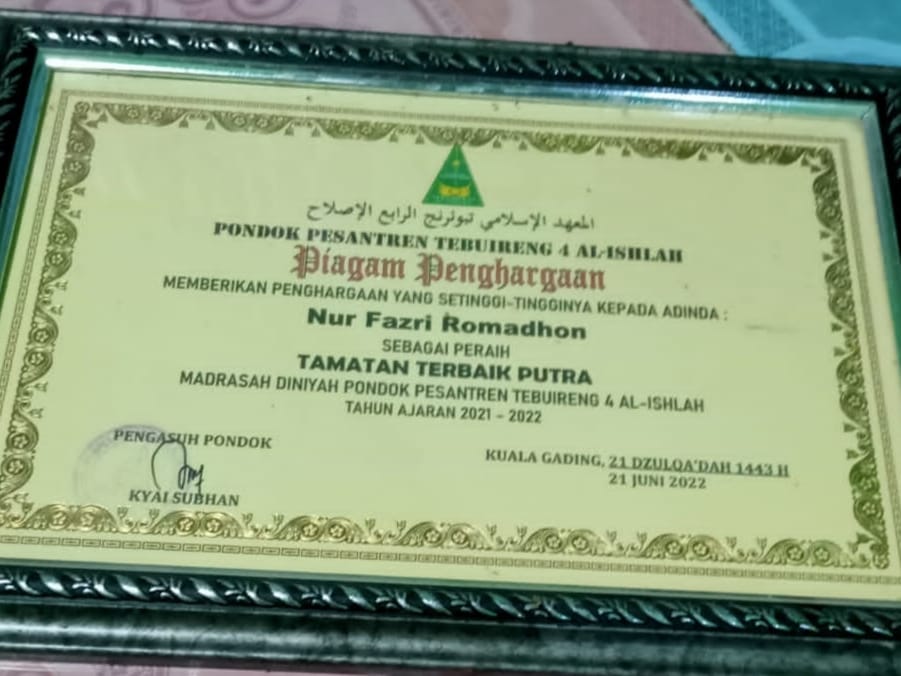 المعهد الإسلامي تبوئرنج الرابع الإصلاح
PONDOK PESANTREN TEBUIRENG 4 AL-ISHLAH
Piagam Penghargaan
MEMBERIKAN PENGHARGAAN YANG SETINGGI-TINGGINYA KEPADA ADINDA :
Nur Fazri Romadhon
SEBAGAI PERAIH
TAMATAN TERBAIK PUTRA
MADRASAH DINIYAH PONDOK PESANTREN TEBUIRENG 4 AL-ISHLAH
TAHUN AJARAN 2021 - 2022
PENGASUH PONDOK
KYAI SUBHAN
KUALA GADING, 21 DZULQA'DAH 1443 H
21 JUNI 2022